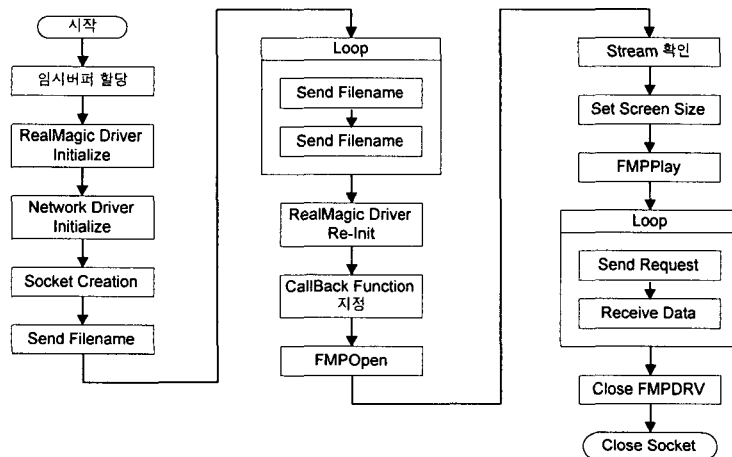 시작
임시버퍼 할당
RealMagic Driver
Initialize
Network Driver
Initialize
Socket Creation
Send Filename
Loop
Send Filename
Send Filename
RealMagic Driver
Re-Init
CallBack Function
지정
FMPOpen
Stream 확인
Set Screen Size
FMPPlay
Loop
Send Request
Receive Data
Close FMPDRV
Close Socket